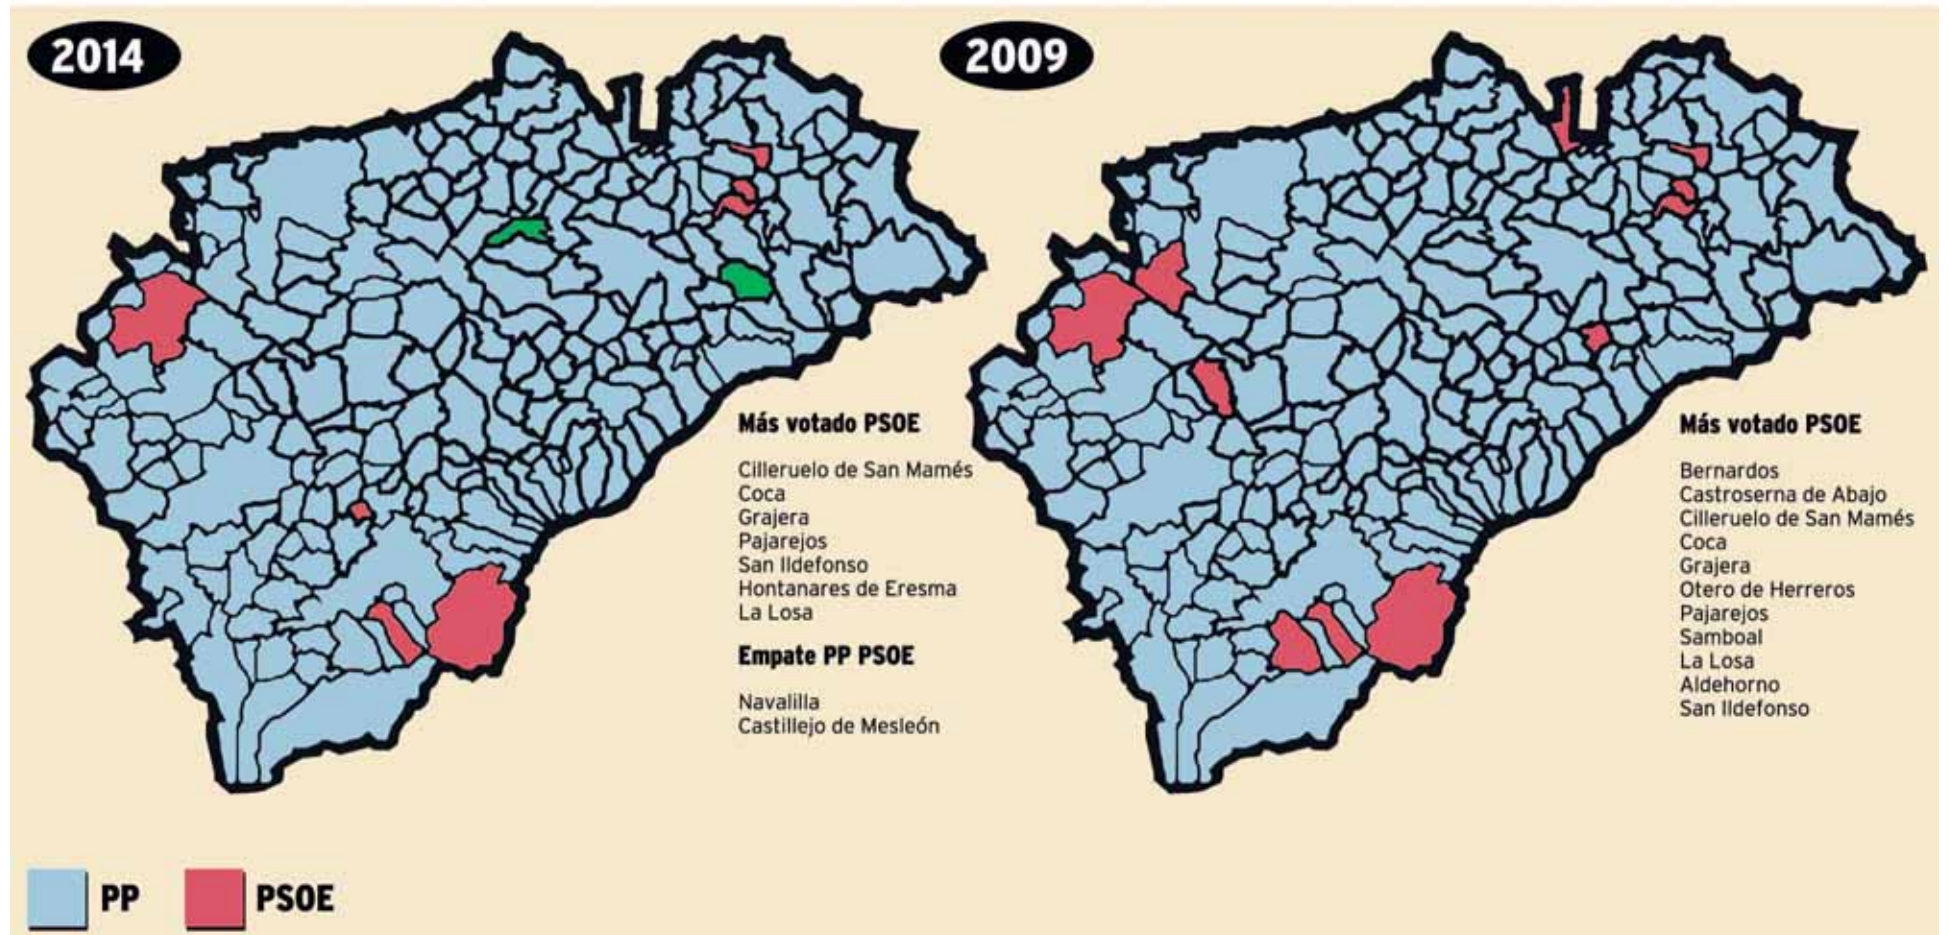 2014
Más votado PSOE
Cilleruelo de San Mamés
Coca
Grajera
Pajarejos
San Ildefonso
Hontanares de Eresma
La Losa
Empate PP PSOE
Navalilla
Castillejo de Mesleón
2009
Más votado PSOE
Bernardos
Castroserna de Abajo
Cilleruelo de San Mamés
Coca
Grajera
Otero de Herreros
Pajarejos
Samboal
La Losa
Aldehorno
San Ildefonso
PP
PSOE